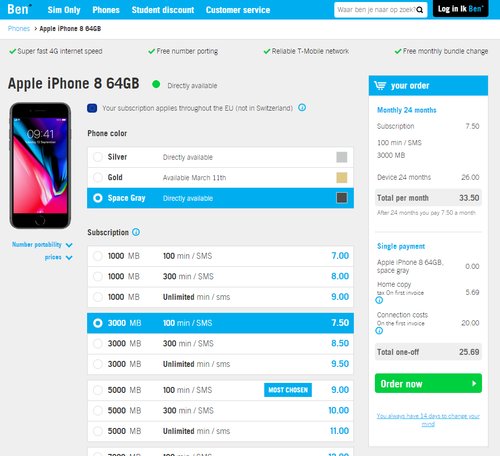 Ben
Sim Only
Phones
Student discount
Customer service
Waar ben je naar op zoek?
Log in Ik Ben
Phones > Apple iPhone 8 64GB
Super fast 4G internet speed
Free number porting
Reliable T-Mobile network
Free monthly bundle change
Apple iPhone 8 64GB
Directly available
09:41
Number portability
prices
Your subscription applies throughout the EU (not in Switzerland)
Phone color
Silver Directly available
Gold Available March 11th
Space Gray Directly available
Subscription
1000 MB 100 min / SMS 7.00
1000 MB 300 min / SMS 8.00
1000 MB Unlimited min / sms 9.00
3000 MB 100 min / SMS 7.50
3000 MB 300 min / SMS 8.50
3000 MB Unlimited min / sms 9.50
5000 MB 100 min / SMS MOST CHOSEN 9.00
5000 MB 300 min / SMS 10.00
5000 MB Unlimited min / sms 11.00
your order
Monthly 24 months
Subscription 7.50
100 min / SMS
3000 MB
Device 24 months 26.00
Total per month 33.50
After 24 months you pay 7.50 a month
Single payment
Apple iPhone 8 64GB,
space gray 0.00
Home copy
tax On first invoice 5.69
Connection costs
On the first invoice 20.00
Total one-off 25.69
Order now
You always have 14 days to change your
mind